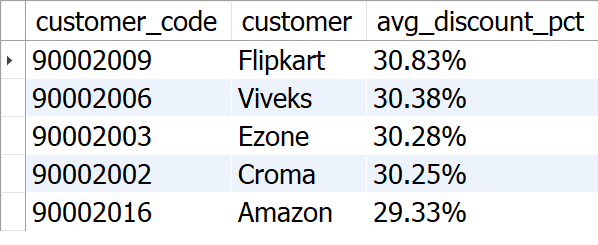 customer_code customer avg_discount_pct
90002009 Flipkart 30.83%
90002006 Viveks 30.38%
90002003 Ezone 30.28%
90002002 Croma 30.25%
90002016 Amazon 29.33%